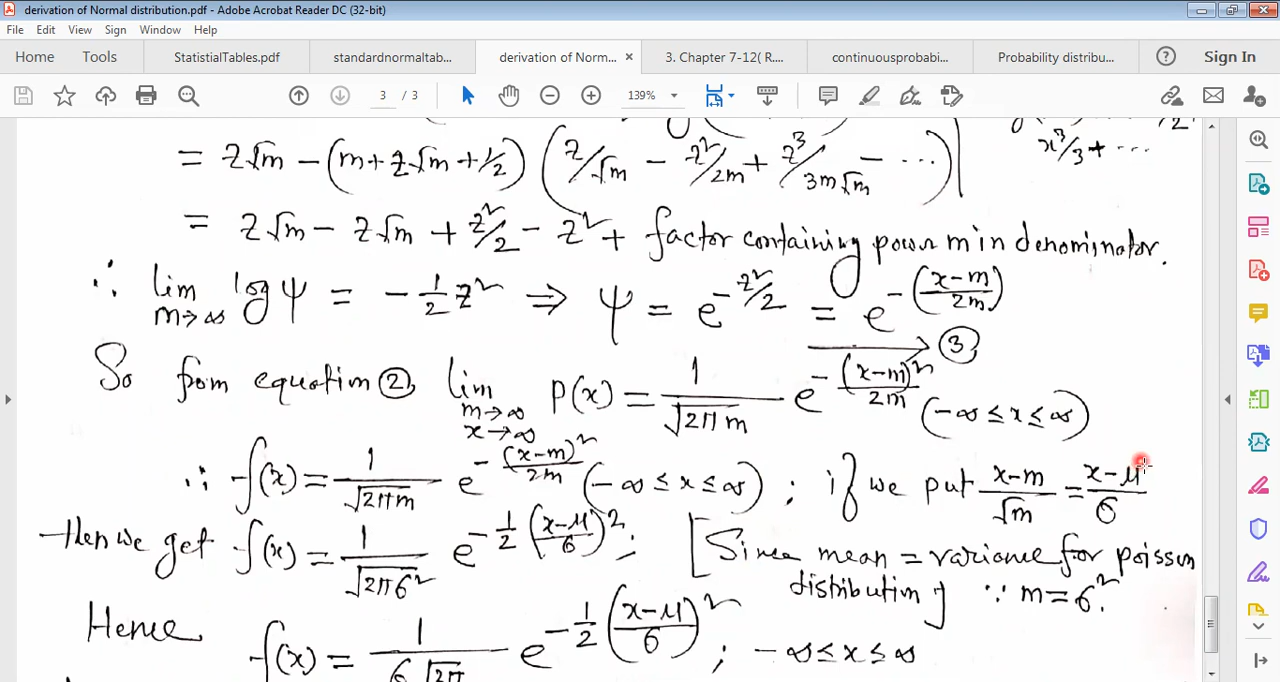 derivation of Normal distribution.pdf - Adobe Acrobat Reader DC (32-bit)
File Edit View Sign Window Help
Home Tools StatistialTables.pdf standardnormaltab... derivation of Norm... × 3. Chapter 7-12( R.... continuousprobabi... Probability distribu... Sign In
3 / 3 139%
x³/3 + ...
= z√m - (m + z√m + 1/2) (z/√m - z²/2m + z³/3m√m - ...)
= z√m - z√m + z²/2 - z² + factor containing power m in denominator.
∴ lim m→∞ log ψ = -1/2 z² ⇒ ψ = e^-z²/2 = e^-(x-m/2m)
→ ③
So from equation ②, lim m→∞ x→∞ P(x) = 1/√2πm e^-(x-m)²/2m (-∞ ≤ x ≤ ∞)
∴ f(x) = 1/√2πm e^-(x-m)²/2m (-∞ ≤ x ≤ ∞) ; if we put x-m/√m = x-μ/σ
then we get f(x) = 1/√2πσ² e^-1/2 (x-μ/σ)² ; [Since mean = variance for poisson
distribution] ∵ m = σ².
Hence f(x) = 1/σ√2π e^-1/2 (x-μ/σ)² ; -∞ ≤ x ≤ ∞